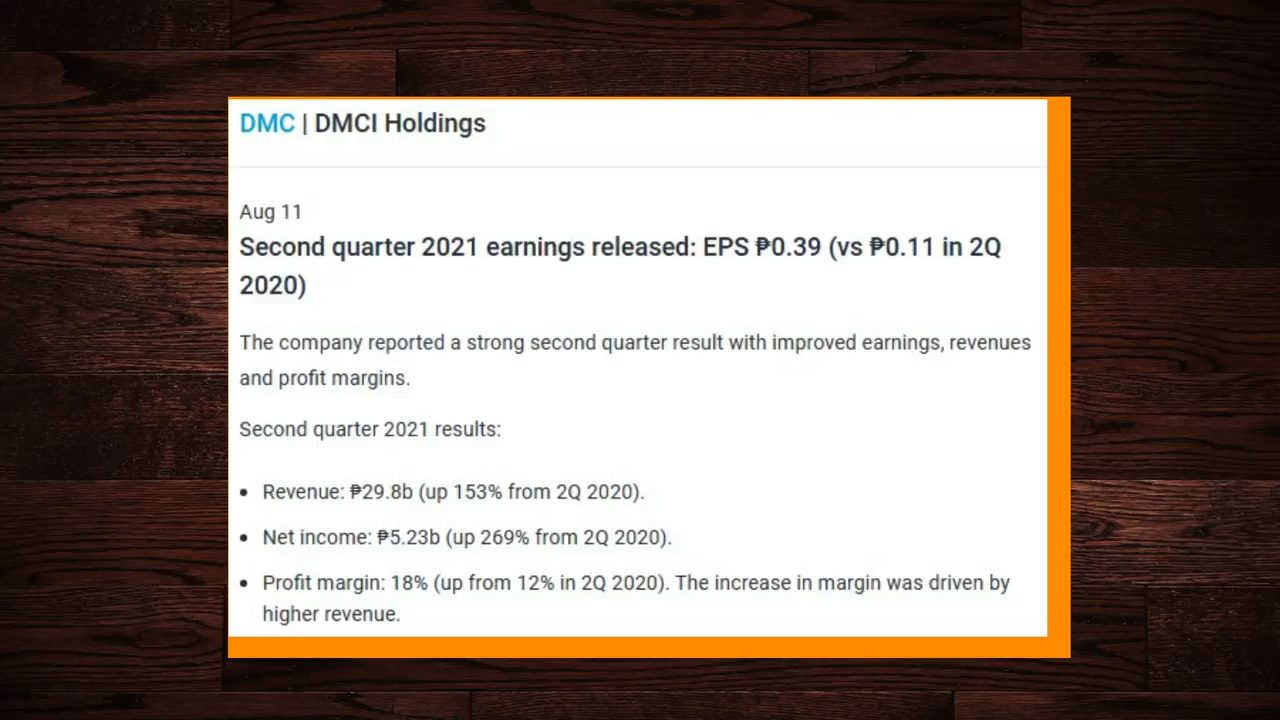 DMC | DMCI Holdings
Aug 11
Second quarter 2021 earnings released: EPS ₱0.39 (vs ₱0.11 in 2Q
2020)
The company reported a strong second quarter result with improved earnings, revenues
and profit margins.
Second quarter 2021 results:
• Revenue: ₱29.8b (up 153% from 2Q 2020).
• Net income: ₱5.23b (up 269% from 2Q 2020).
• Profit margin: 18% (up from 12% in 2Q 2020). The increase in margin was driven by
higher revenue.